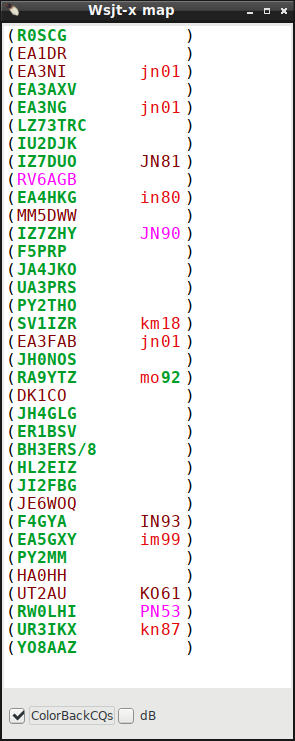 Wsjt-x map
(R0SCG )
(EA1DR )
(EA3NI jn01)
(EA3AXV )
(EA3NG jn01)
(LZ73TRC )
(IU2DJK )
(IZ7DUO JN81)
(RV6AGB )
(EA4HKG in80)
(MM5DWW )
(IZ7ZHY JN90)
(F5PRP )
(JA4JKO )
(UA3PRS )
(PY2THO )
(SV1IZR km18)
(EA3FAB jn01)
(JH0NOS )
(RA9YTZ mo92)
(DK1CO )
(JH4GLG )
(ER1BSV )
(BH3ERS/8 )
(HL2EIZ )
(JI2FBG )
(JE6WOQ )
(F4GYA IN93)
(EA5GXY im99)
(PY2MM )
(HA0HH )
(UT2AU KO61)
(RW0LHI PN53)
(UR3IKX kn87)
(YO8AAZ )
ColorBackCQs dB